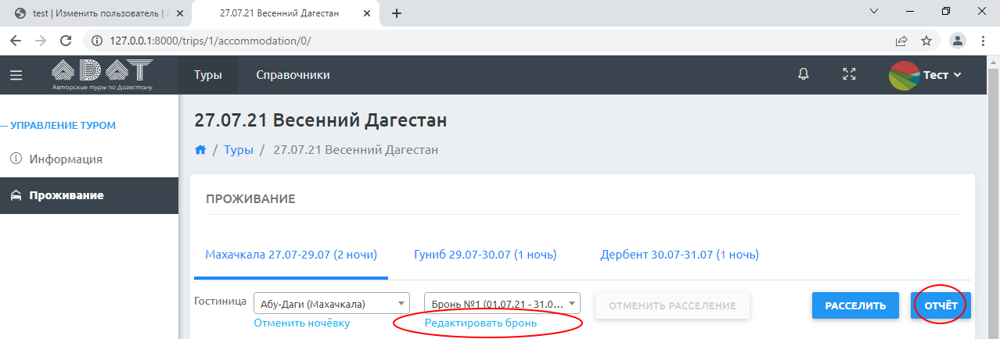 test | Изменить пользователь | A
27.07.21 Весенний Дагестан
127.0.0.1:8000/trips/1/accommodation/0/
АДАТ
Авторские туры по Дагестану
Туры
Справочники
Тест
--- УПРАВЛЕНИЕ ТУРОМ
Информация
Проживание
27.07.21 Весенний Дагестан
/ Туры / 27.07.21 Весенний Дагестан
ПРОЖИВАНИЕ
Махачкала 27.07-29.07 (2 ночи)
Гуниб 29.07-30.07 (1 ночь)
Дербент 30.07-31.07 (1 ночь)
Гостиница
Абу-Даги (Махачкала)
Бронь №1 (01.07.21 - 31.0...
ОТМЕНИТЬ РАССЕЛЕНИЕ
РАССЕЛИТЬ
ОТЧЁТ
Отменить ночёвку
Редактировать бронь